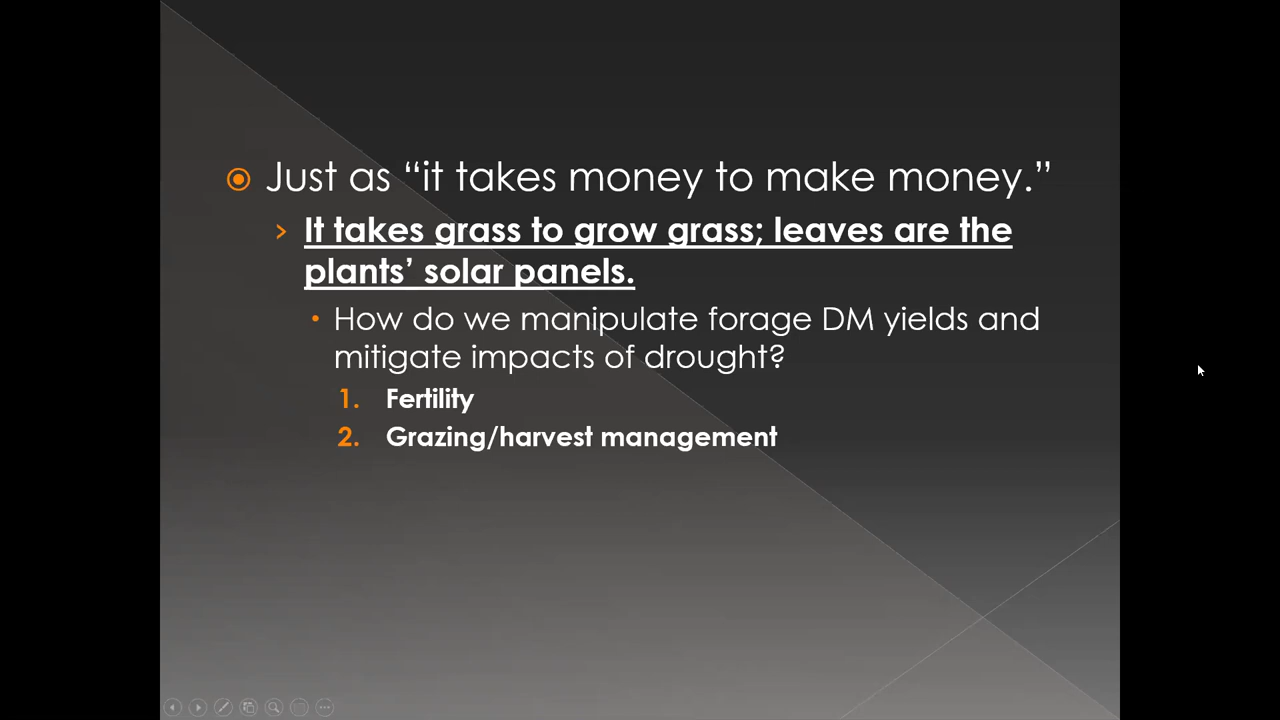 Just as “it takes money to make money.”
It takes grass to grow grass; leaves are the
plants’ solar panels.
How do we manipulate forage DM yields and
mitigate impacts of drought?
1. Fertility
2. Grazing/harvest management